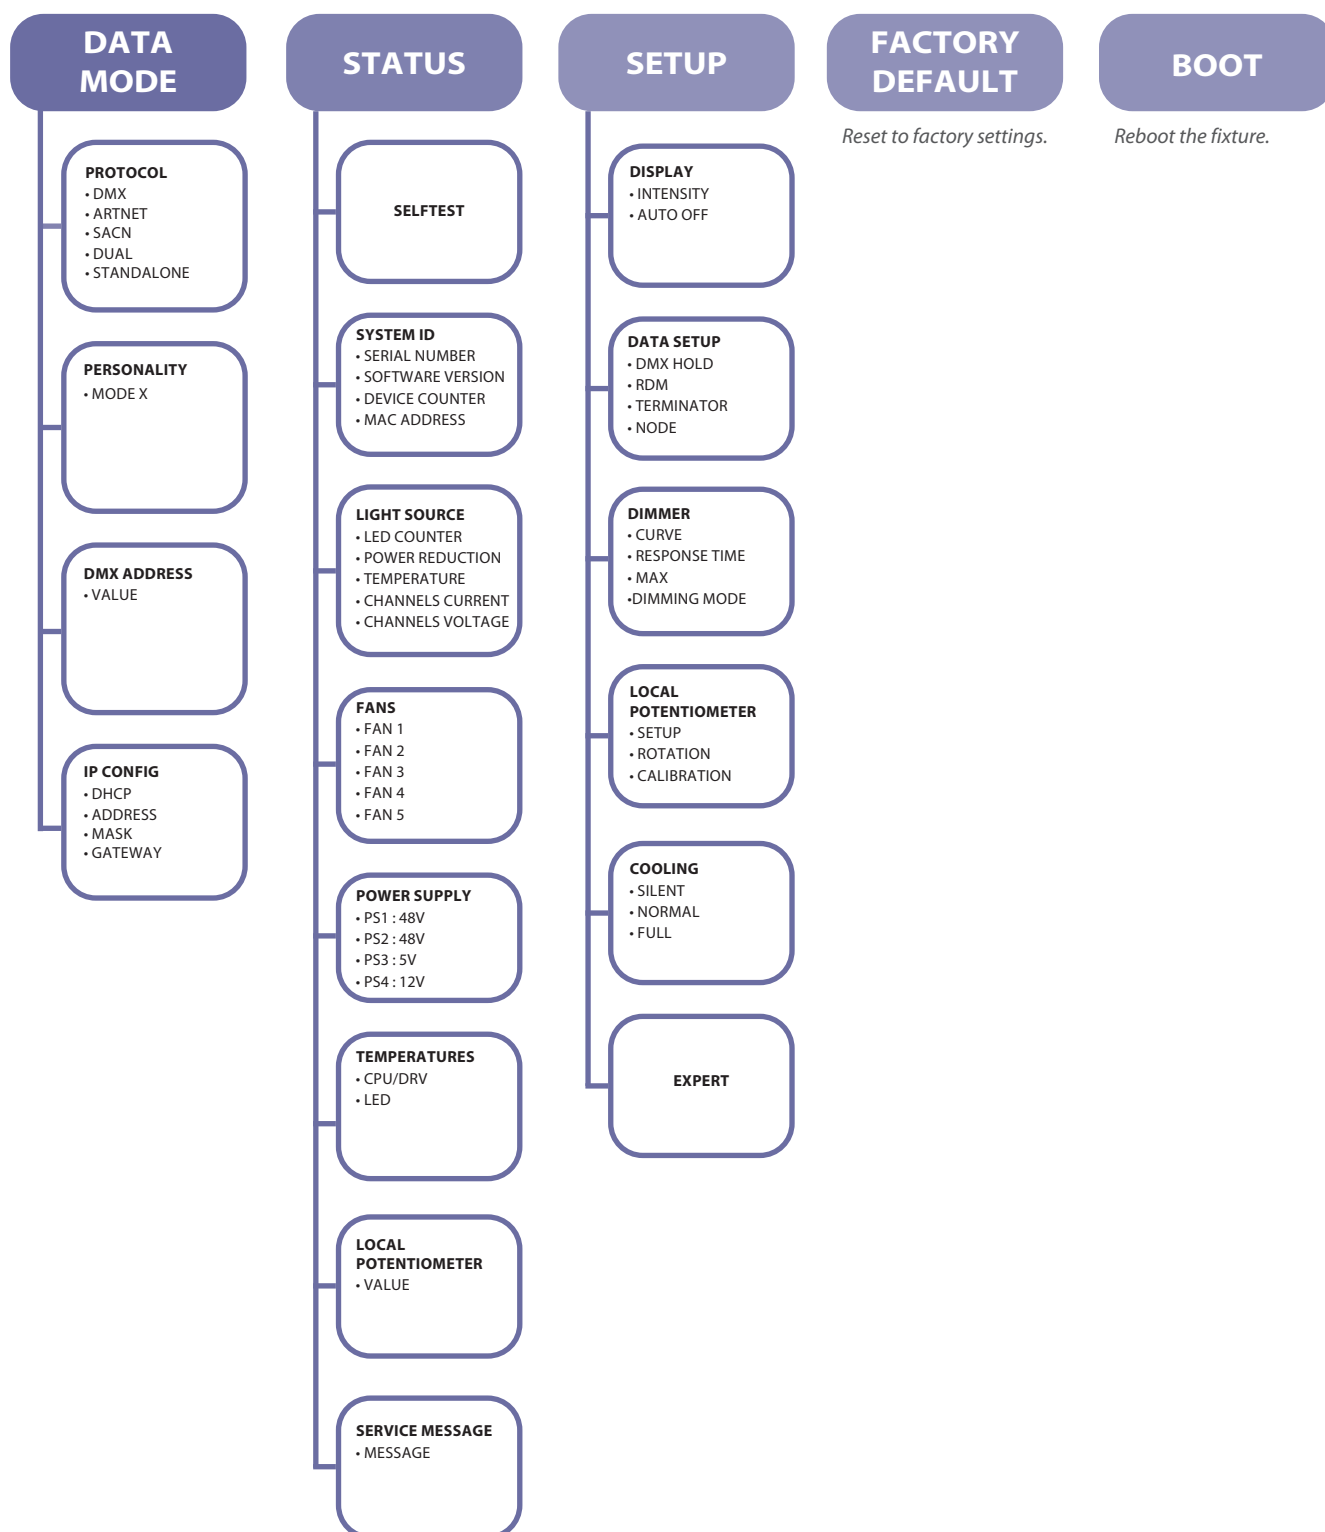 DATA
MODE
PROTOCOL
• DMX
• ARTNET
• SACN
• DUAL
• STANDALONE
PERSONALITY
• MODE X
DMX ADDRESS
• VALUE
IP CONFIG
• DHCP
• ADDRESS
• MASK
• GATEWAY
STATUS
SELFTEST
SYSTEM ID
• SERIAL NUMBER
• SOFTWARE VERSION
• DEVICE COUNTER
• MAC ADDRESS
LIGHT SOURCE
• LED COUNTER
• POWER REDUCTION
• TEMPERATURE
• CHANNELS CURRENT
• CHANNELS VOLTAGE
FANS
• FAN 1
• FAN 2
• FAN 3
• FAN 4
• FAN 5
POWER SUPPLY
• PS1 : 48V
• PS2 : 48V
• PS3 : 5V
• PS4 : 12V
TEMPERATURES
• CPU/DRV
• LED
LOCAL
POTENTIOMETER
• VALUE
SERVICE MESSAGE
• MESSAGE
SETUP
DISPLAY
• INTENSITY
• AUTO OFF
DATA SETUP
• DMX HOLD
• RDM
• TERMINATOR
• NODE
DIMMER
• CURVE
• RESPONSE TIME
• MAX
•DIMMING MODE
LOCAL
POTENTIOMETER
• SETUP
• ROTATION
• CALIBRATION
COOLING
• SILENT
• NORMAL
• FULL
EXPERT
FACTORY
DEFAULT
Reset to factory settings.
BOOT
Reboot the fixture.